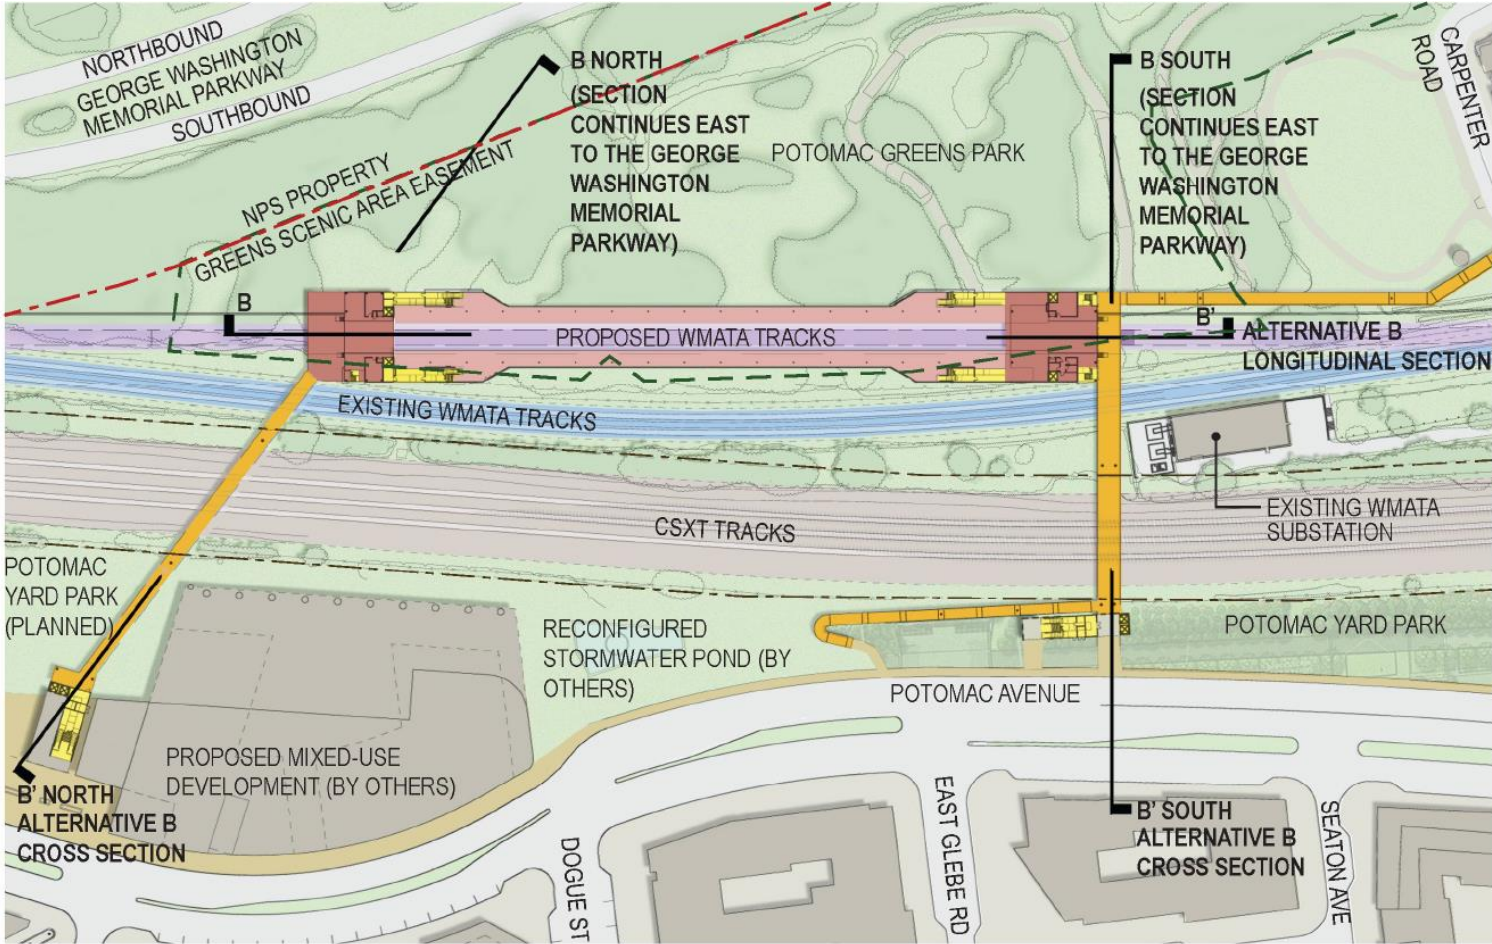 NORTHBOUND
GEORGE WASHINGTON
MEMORIAL PARKWAY
SOUTHBOUND
NPS PROPERTY
GREENS SCENIC AREA EASEMENT
B NORTH
(SECTION
CONTINUES EAST
TO THE GEORGE
WASHINGTON
MEMORIAL
PARKWAY)
POTOMAC GREENS PARK
B SOUTH
(SECTION
CONTINUES EAST
TO THE GEORGE
WASHINGTON
MEMORIAL
PARKWAY)
CARPENTER
ROAD
B
PROPOSED WMATA TRACKS
B'
ALTERNATIVE B
LONGITUDINAL SECTION
EXISTING WMATA TRACKS
EXISTING WMATA
SUBSTATION
CSXT TRACKS
POTOMAC
YARD PARK
(PLANNED)
RECONFIGURED
STORMWATER POND (BY
OTHERS)
POTOMAC YARD PARK
POTOMAC AVENUE
PROPOSED MIXED-USE
DEVELOPMENT (BY OTHERS)
B' NORTH
ALTERNATIVE B
CROSS SECTION
DOGUE ST
EAST GLEBE RD
B' SOUTH
ALTERNATIVE B
CROSS SECTION
SEATON AVE